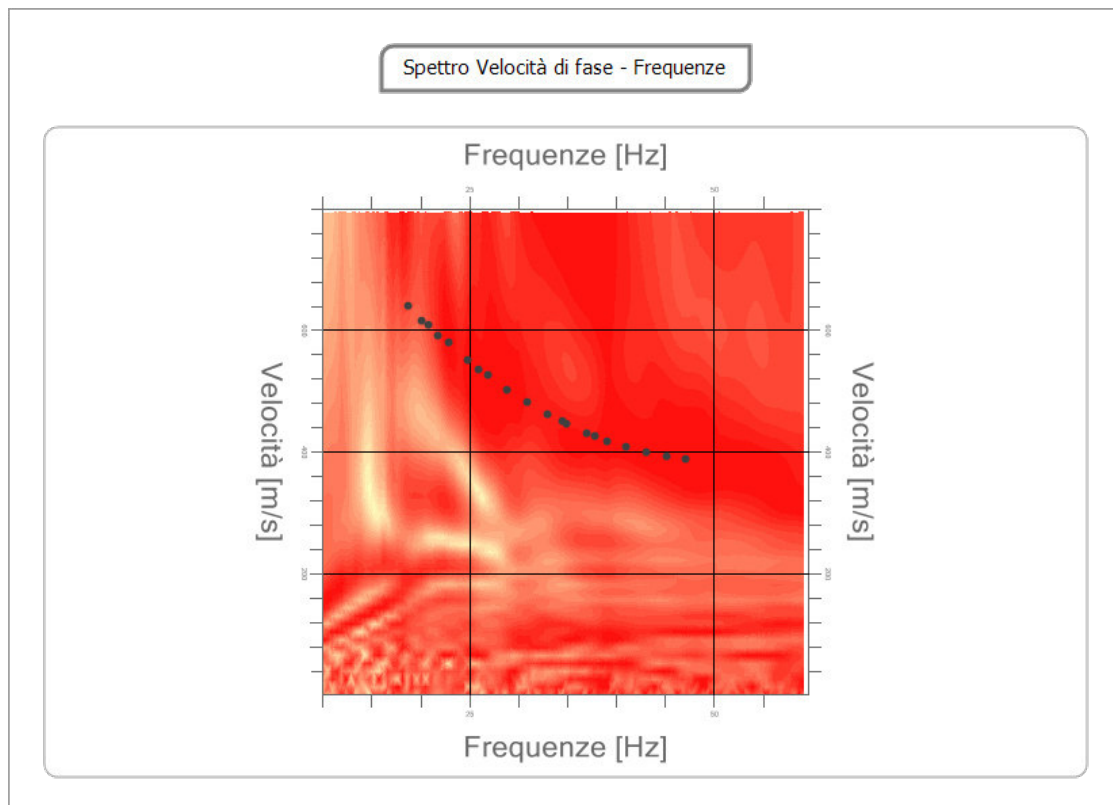 Spettro Velocità di fase - Frequenze
Frequenze [Hz]
25 50
600 600
Velocità [m/s] Velocità [m/s]
400 400
200 200
25 50
Frequenze [Hz]